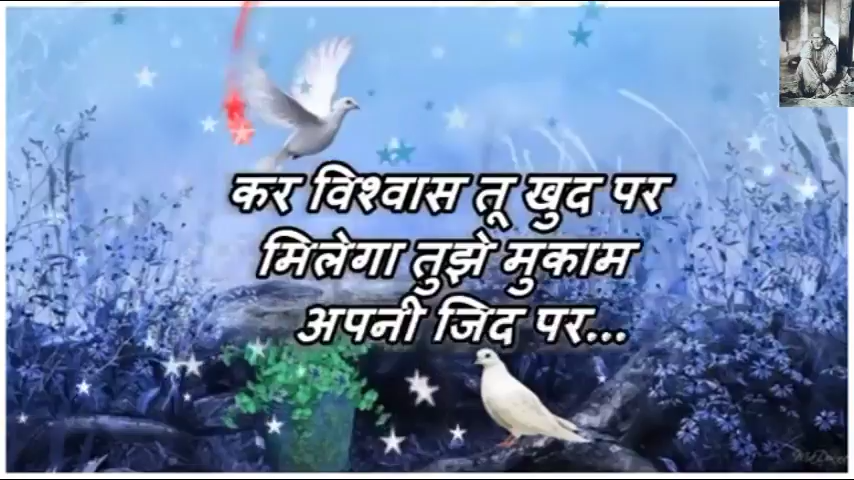 कर विश्वास तू खुद पर
मिलेगा तुझे मुकाम
अपनी जिद पर...